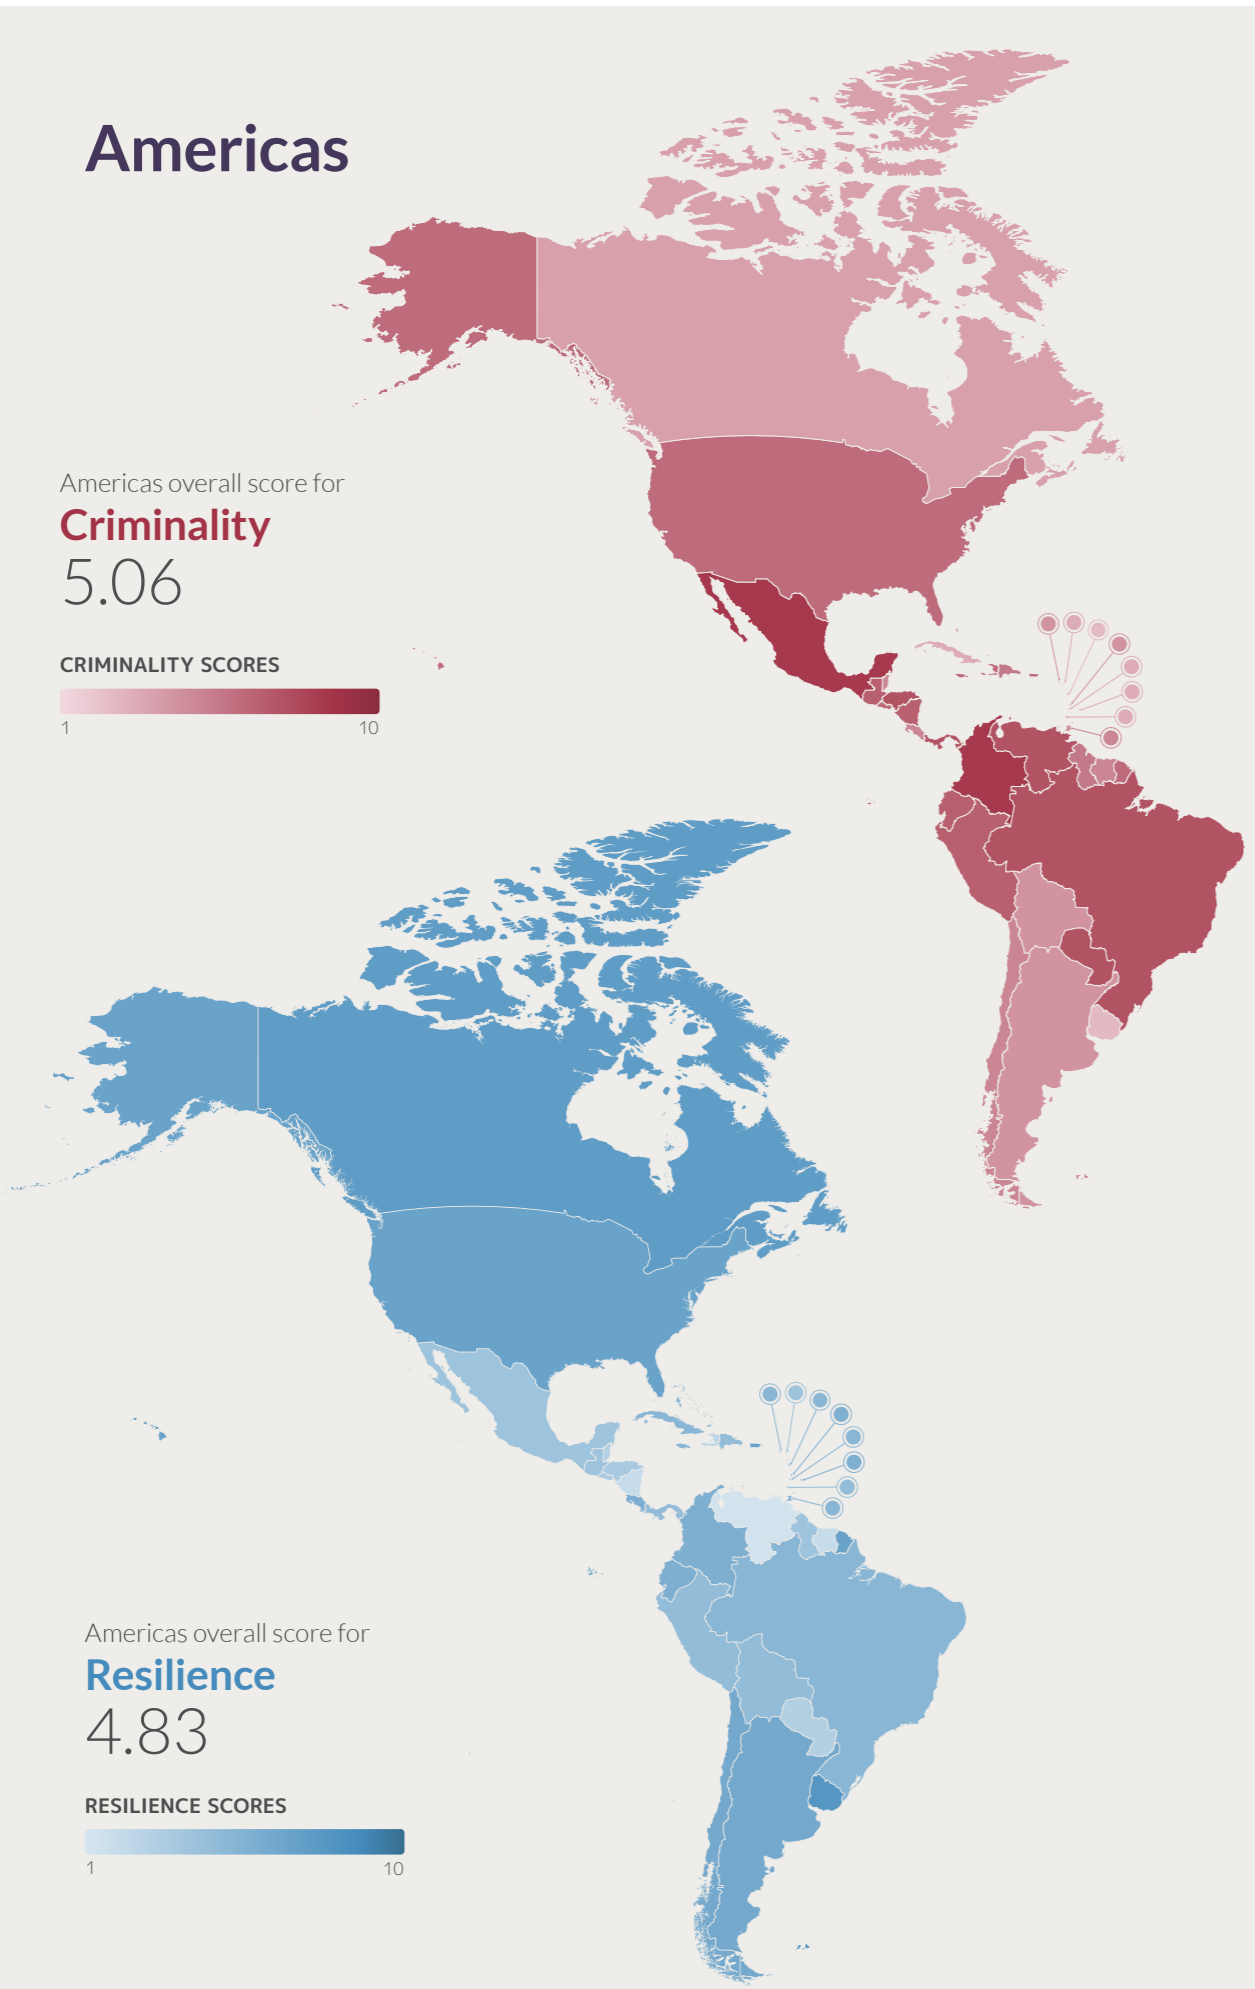 Americas
Americas overall score for
Criminality
5.06
CRIMINALITY SCORES
1 10
Americas overall score for
Resilience
4.83
RESILIENCE SCORES
1 10